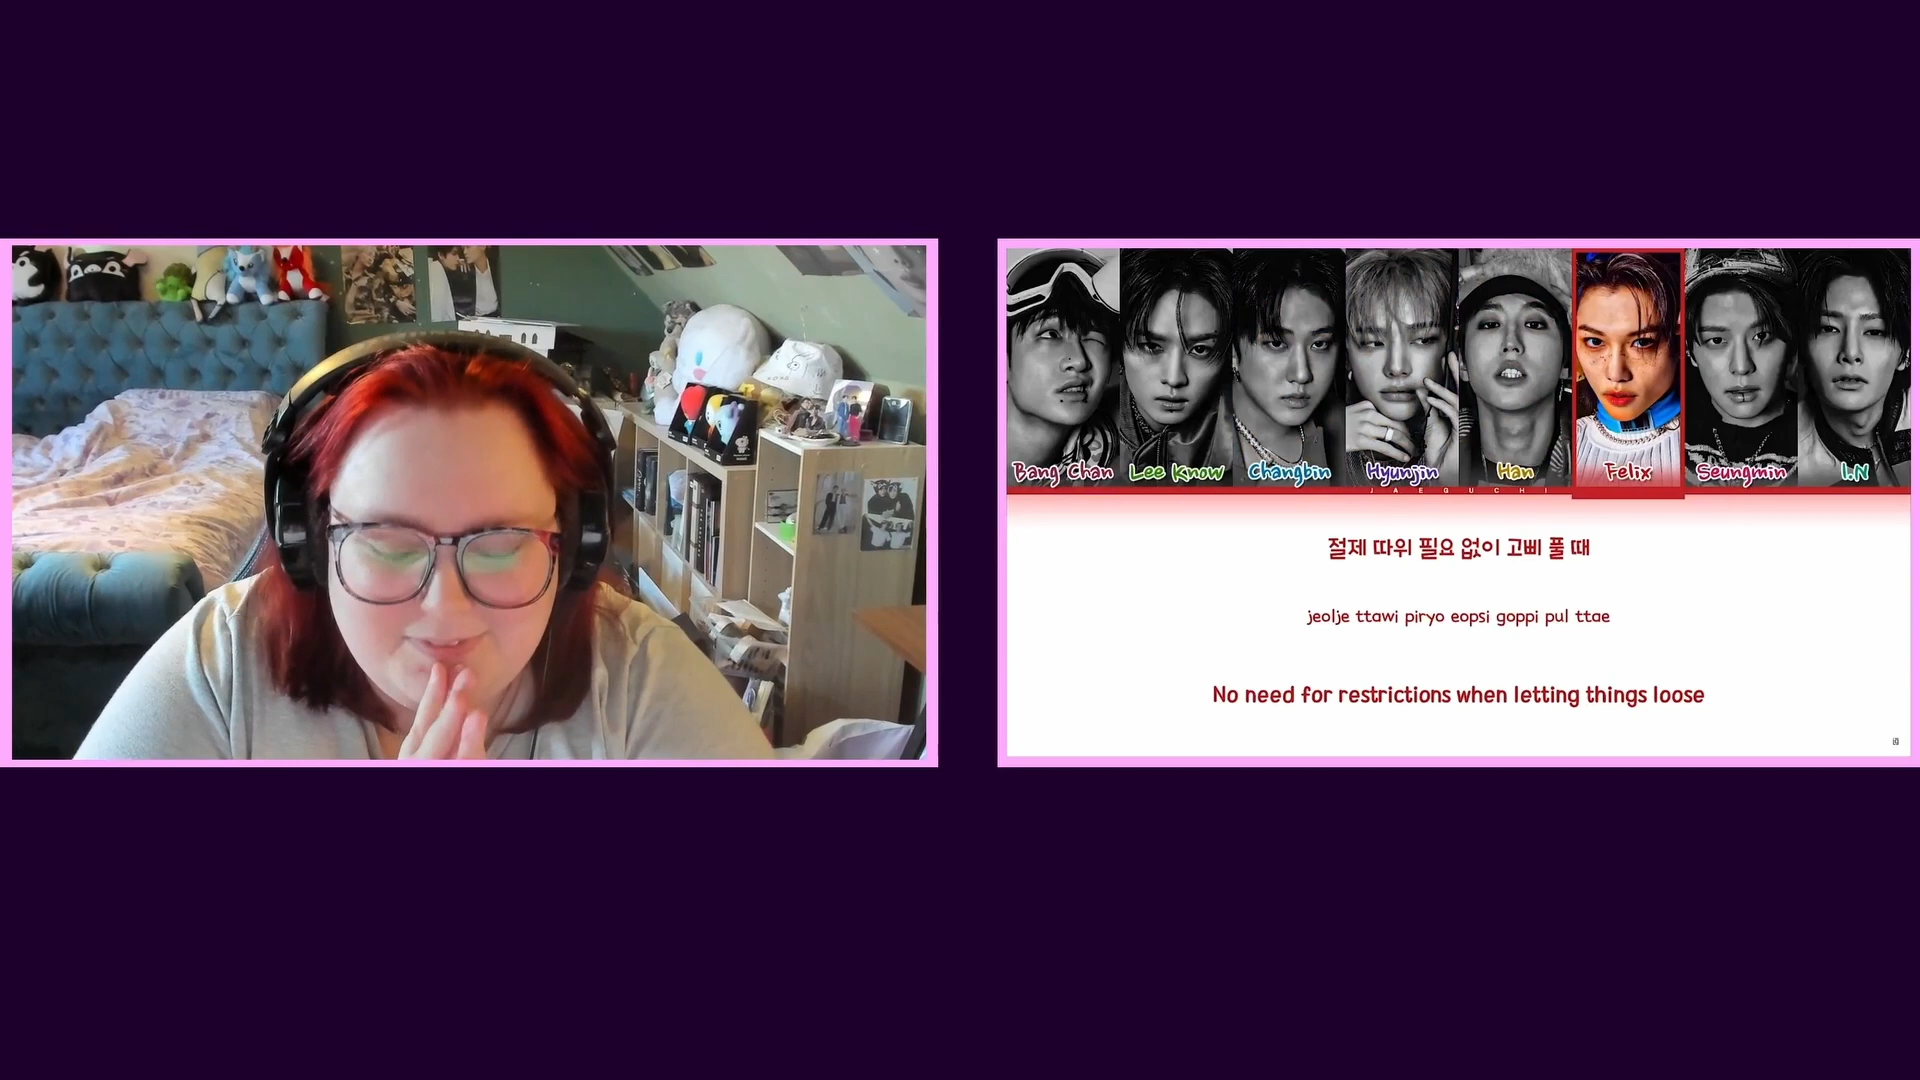 Bang Chan
Lee Know
Changbin
Hyunjin
Han
Felix
Seungmin
I.N
JAEGUCHI
절제 따위 필요 없이 고삐 풀 때
jeolje ttawi piryo eopsi goppi pul ttae
No need for restrictions when letting things loose